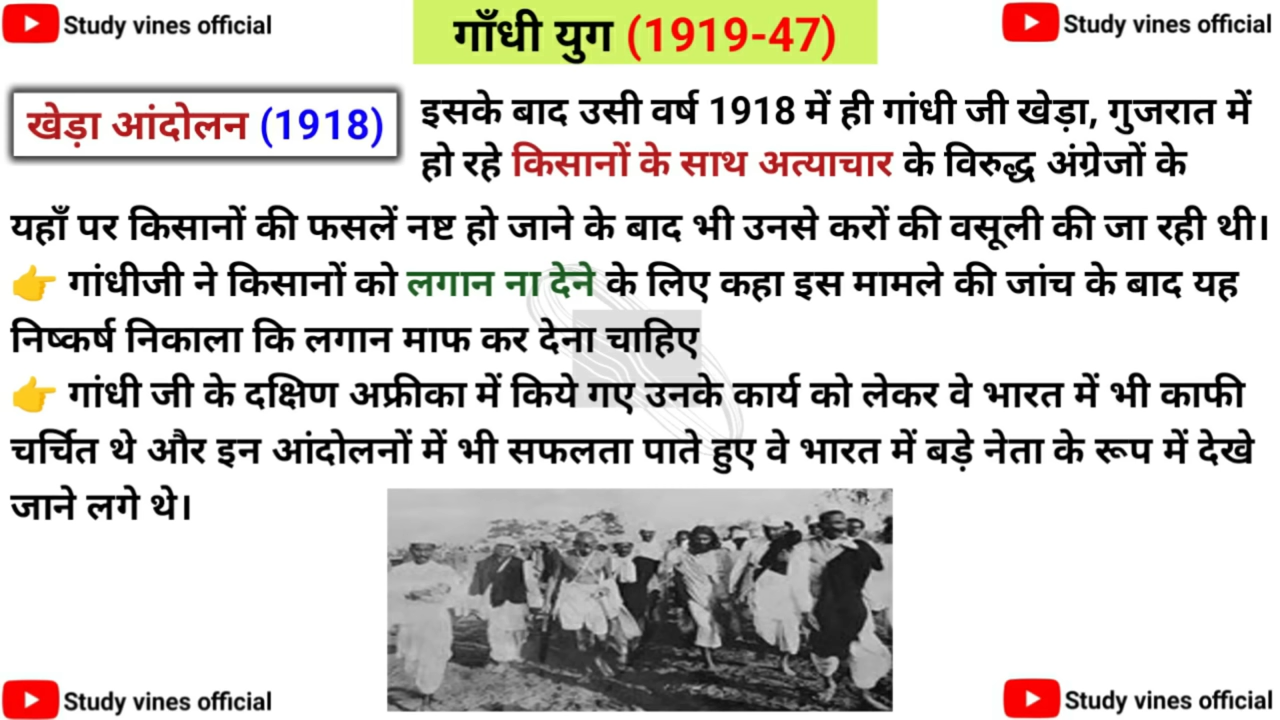 Study vines official
गाँधी युग (1919-47)
Study vines official
खेड़ा आंदोलन (1918)
इसके बाद उसी वर्ष 1918 में ही गांधी जी खेड़ा, गुजरात में
हो रहे किसानों के साथ अत्याचार के विरुद्ध अंग्रेजों के
यहाँ पर किसानों की फसलें नष्ट हो जाने के बाद भी उनसे करों की वसूली की जा रही थी।
👉 गांधीजी ने किसानों को लगान ना देने के लिए कहा इस मामले की जांच के बाद यह
निष्कर्ष निकाला कि लगान माफ कर देना चाहिए
👉 गांधी जी के दक्षिण अफ्रीका में किये गए उनके कार्य को लेकर वे भारत में भी काफी
चर्चित थे और इन आंदोलनों में भी सफलता पाते हुए वे भारत में बड़े नेता के रूप में देखे
जाने लगे थे।
Study vines official
Study vines official